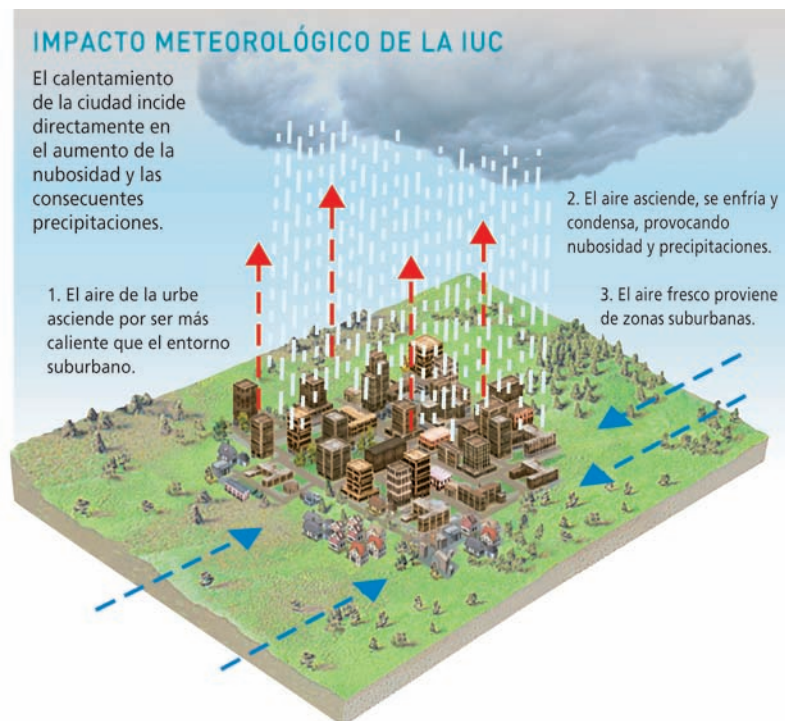 IMPACTO METEOROLÓGICO DE LA IUC
El calentamiento
de la ciudad incide
directamente en
el aumento de la
nubosidad y las
consecuentes
precipitaciones.
1. El aire de la urbe
asciende por ser más
caliente que el entorno
suburbano.
2. El aire asciende, se enfría y
condensa, provocando
nubosidad y precipitaciones.
3. El aire fresco proviene
de zonas suburbanas.